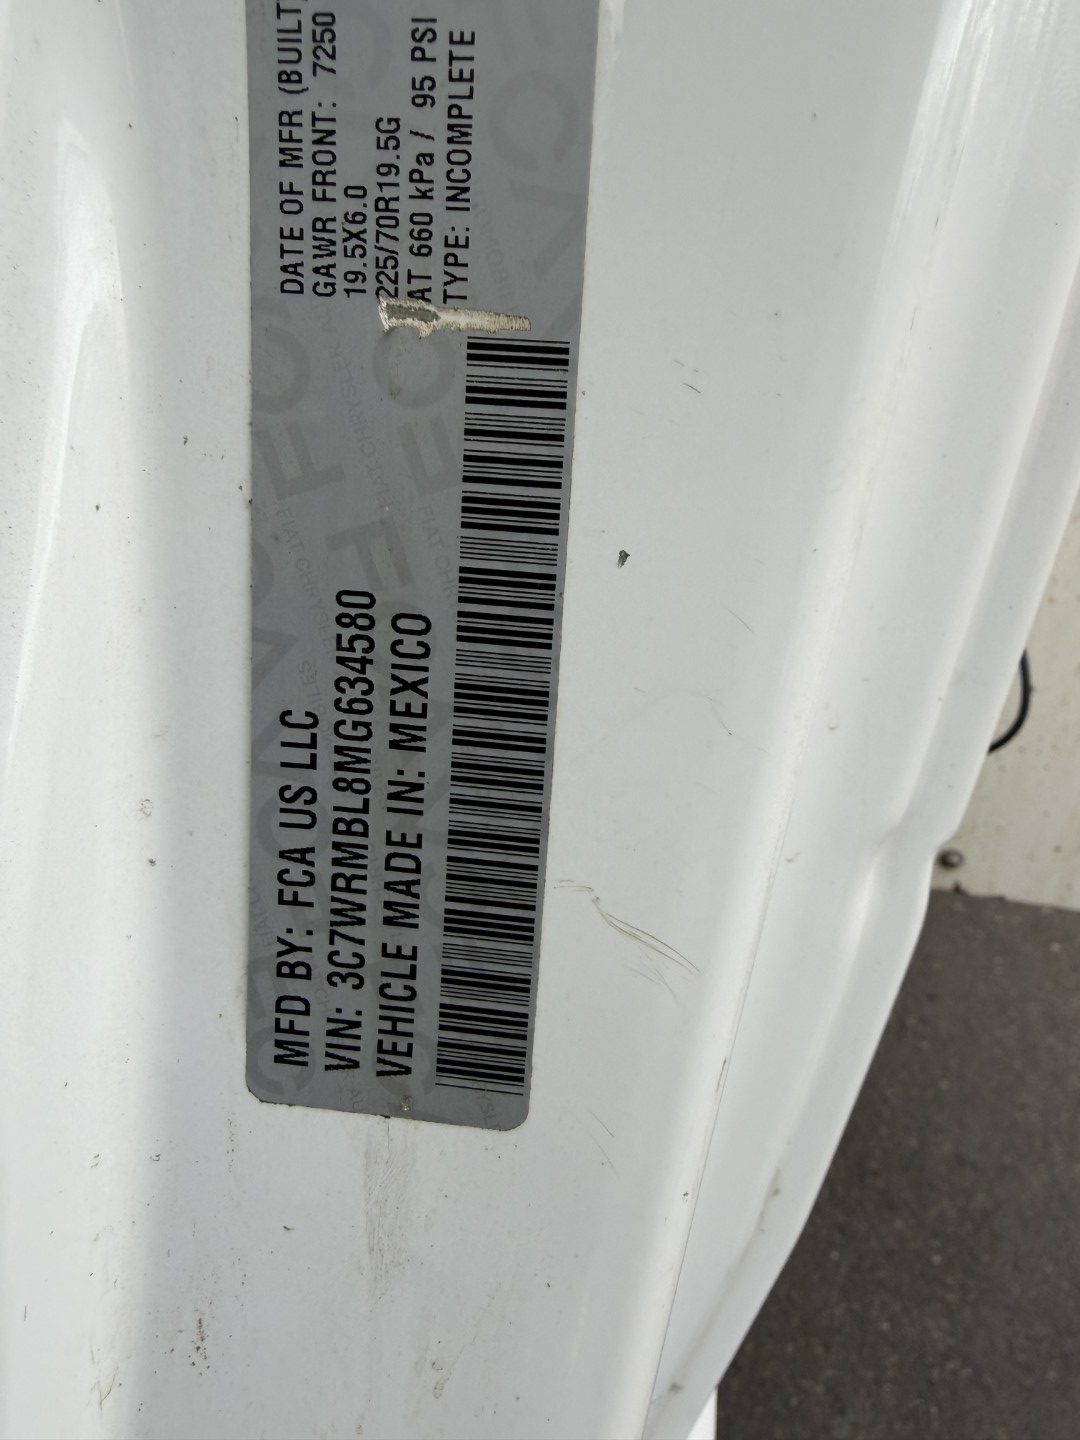 MFD BY: FCA US LLC
VIN: 3C7WRMBL8MG634580
VEHICLE MADE IN: MEXICO
DATE OF MFR (BUILT)
GAWR FRONT: 7250
19.5X6.0
225/70R19.5G
AT 660 kPa / 95 PSI
TYPE: INCOMPLETE